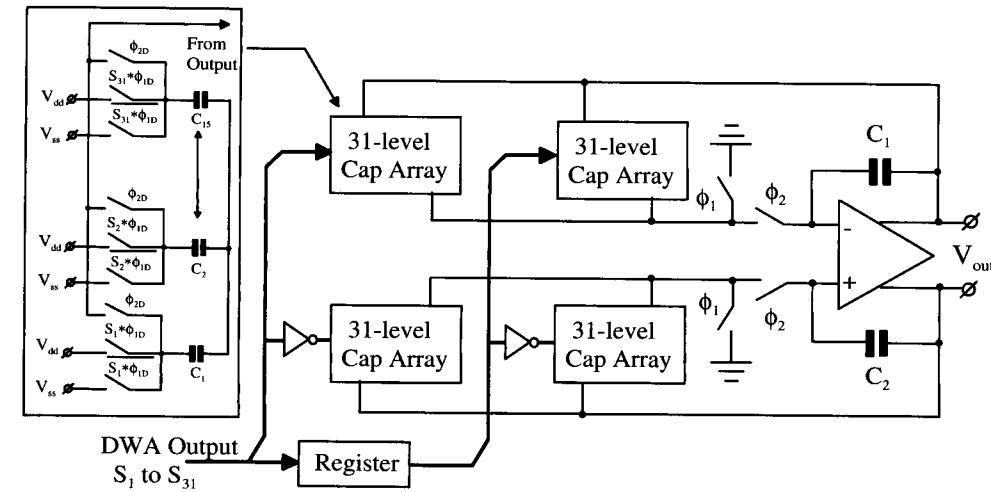 From
Output
ϕ2D
S31*ϕ1D
Vdd
S31*ϕ1D
Vss
C15
ϕ2D
S2*ϕ1D
Vdd
S2*ϕ1D
Vss
C2
ϕ2D
S1*ϕ1D
Vdd
S1*ϕ1D
Vss
C1
31-level
Cap Array
31-level
Cap Array
ϕ1
ϕ2
C1
-
+
Vout
31-level
Cap Array
31-level
Cap Array
ϕ1
ϕ2
C2
DWA Output
S1 to S31
Register